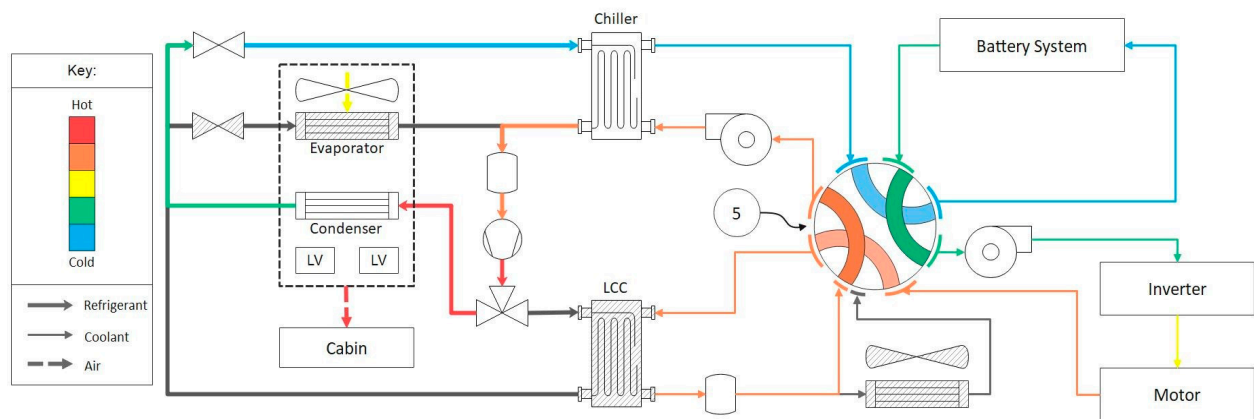 Key:
Hot
Cold
Refrigerant
Coolant
Air
Chiller
Battery System
Evaporator
Condenser
LV LV
Cabin
5
LCC
Inverter
Motor